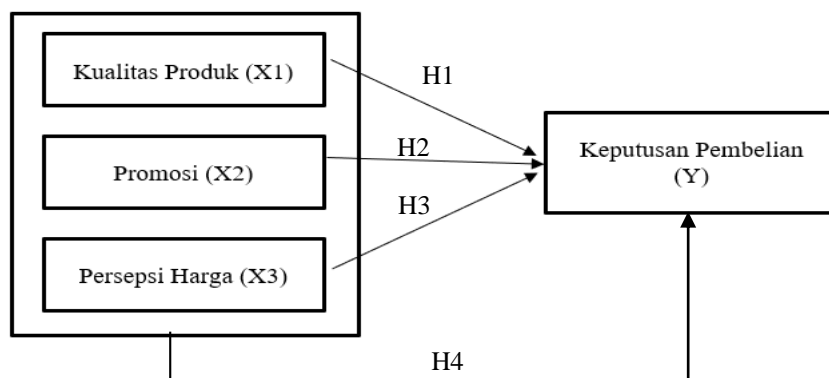 Kualitas Produk (X1)
H1
Promosi (X2)
H2
Keputusan Pembelian
(Y)
H3
Persepsi Harga (X3)
H4